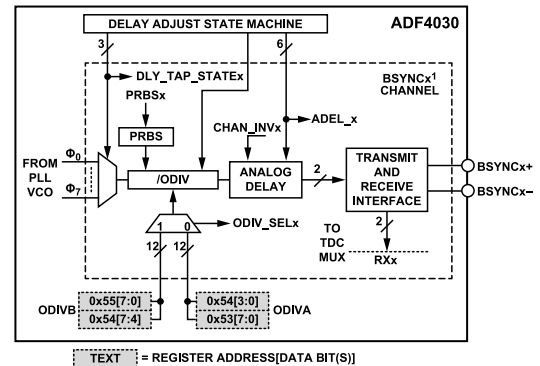 DELAY ADJUST STATE MACHINE
ADF4030
3
6
DLY_TAP_STATEx
BSYNCx1
CHANNEL
PRBSx
PRBS
CHAN_INVx
ADEL_x
FROM
PLL
VCO
Φ0
Φ7
/ODIV
ANALOG
DELAY
2
TRANSMIT
AND
RECEIVE
INTERFACE
BSYNCx+
BSYNCx–
1 0
ODIV_SELx
12
12
TO
TDC
MUX
2
RXx
ODIVB
0x55[7:0]
0x54[7:4]
0x54[3:0]
0x53[7:0]
ODIVA
TEXT = REGISTER ADDRESS[DATA BIT(S)]